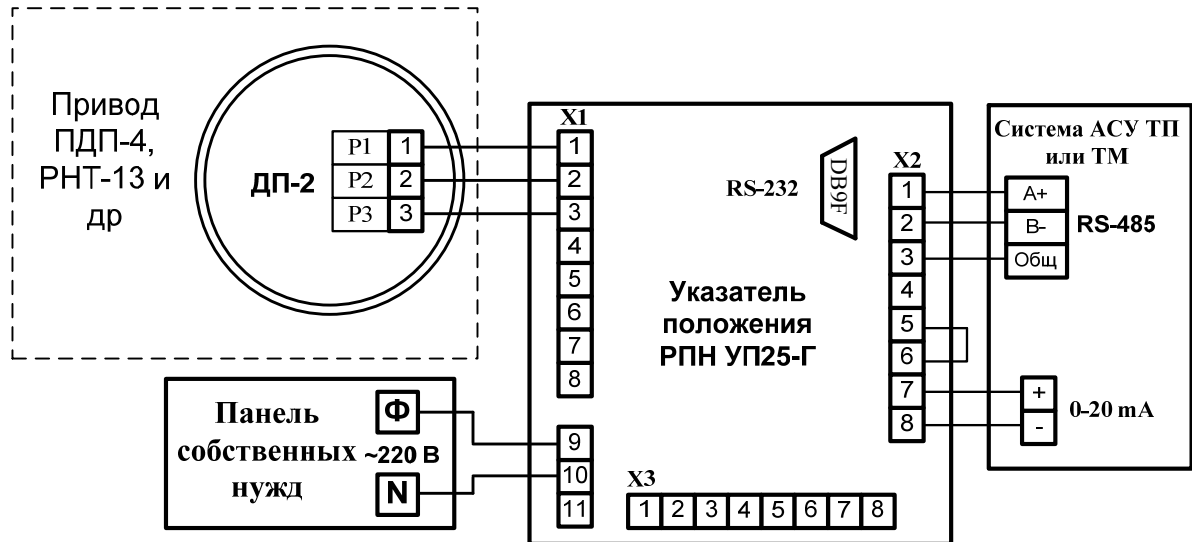 Привод
ПДП-4,
РНТ-13 и
др
ДП-2
P1 1
P2 2
P3 3
X1
1
2
3
4
5
6
7
8
9
10
11
RS-232
DB9F
Указатель
положения
РПН УП25-Г
X2
1
2
3
4
5
6
7
8
X3
1 2 3 4 5 6 7 8
Система АСУ ТП
или ТМ
A+
B-
Общ
RS-485
+
-
0-20 mA
Панель
собственных
нужд
~220 В
Ф
N